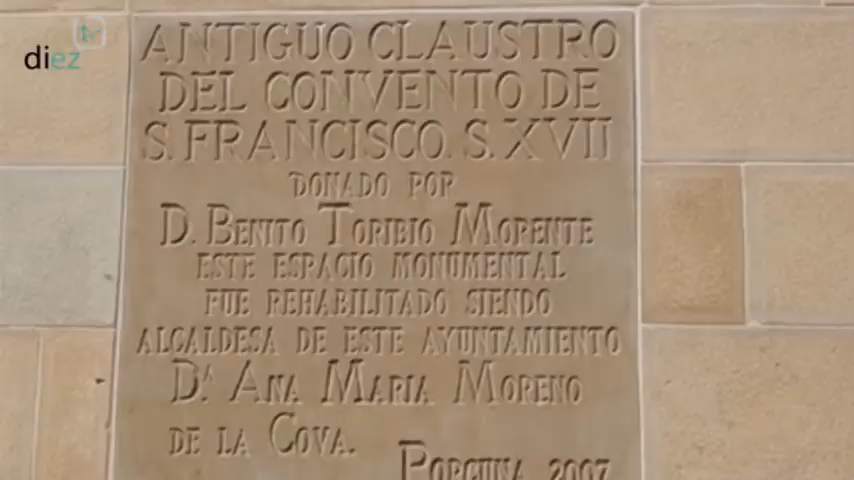 diez tv
ANTIGUO CLAUSTRO
DEL CONVENTO DE
S. FRANCISCO. S. XVII
DONADO POR
D. BENITO TORIBIO MORENTE
ESTE ESPACIO MONUMENTAL
FUE REHABILITADO SIENDO
ALCALDESA DE ESTE AYUNTAMIENTO
D.ª ANA MARIA MORENO
DE LA COVA.
PORCUNA 2007